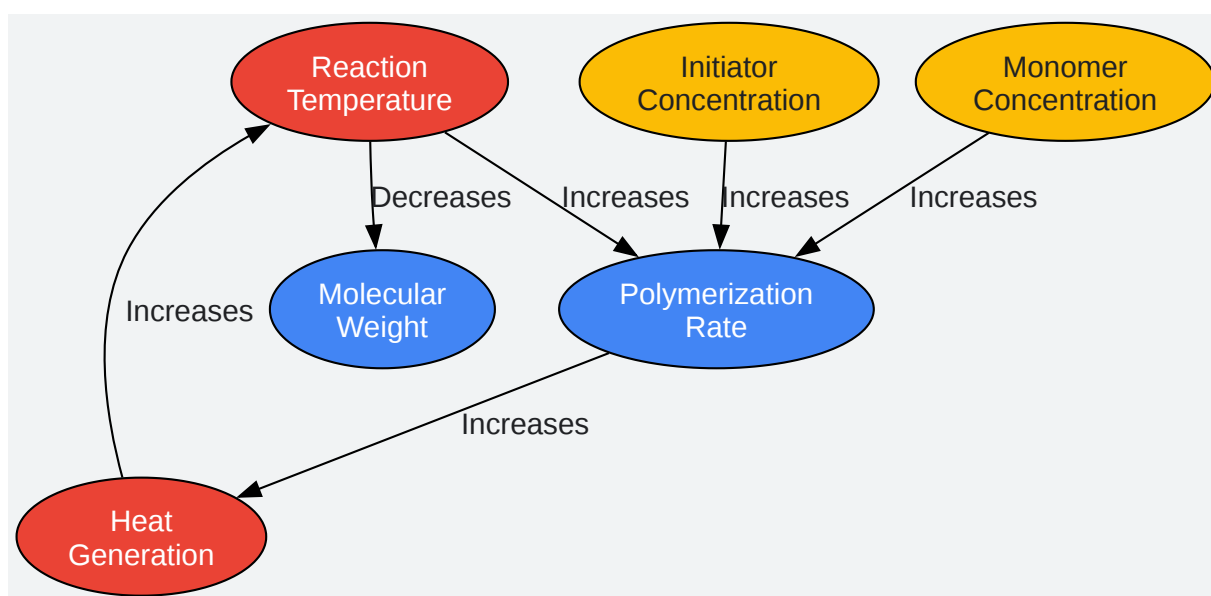 Reaction
Temperature
Initiator
Concentration
Monomer
Concentration
Decreases
Increases
Increases
Increases
Molecular
Weight
Polymerization
Rate
Increases
Increases
Heat
Generation